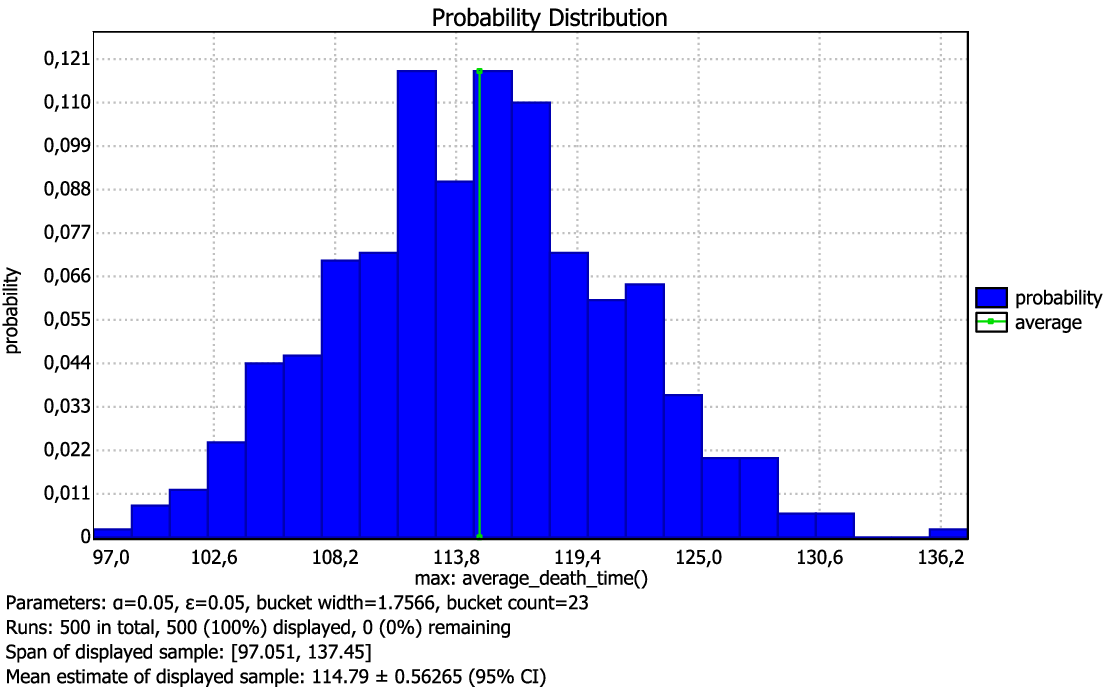 Probability Distribution
0,121
0,110
0,099
0,088
0,077
0,066
0,055
0,044
0,033
0,022
0,011
0
probability
97,0 102,6 108,2 113,8 119,4 125,0 130,6 136,2
max: average_death_time()
probability
average
Parameters: α=0.05, ε=0.05, bucket width=1.7566, bucket count=23
Runs: 500 in total, 500 (100%) displayed, 0 (0%) remaining
Span of displayed sample: [97.051, 137.45]
Mean estimate of displayed sample: 114.79 ± 0.56265 (95% CI)